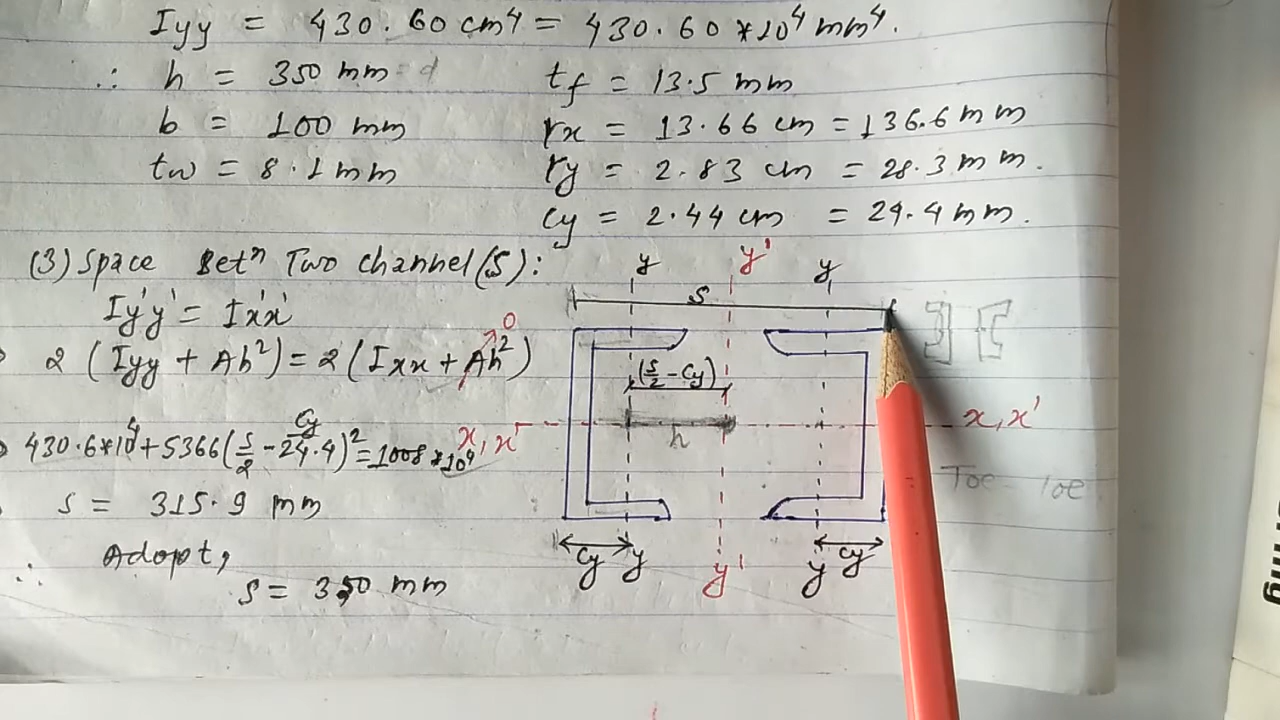 Iyy = 430.60 cm⁴ = 430.60 *10⁴ mm⁴.
∴ h = 350 mm = d
tf = 13.5 mm
b = 100 mm
rx = 13.66 cm = 136.6 mm
tw = 8.1 mm
ry = 2.83 cm = 28.3 mm.
Cy = 2.44 cm = 24.4 mm.
(3) Space Betⁿ Two channel (S):
Iy'y' = Ix'x'
2 (Iyy + Ah²) = 2 (Ixx + Ah²) 0
Cy
430.6*10⁴ + 5366 (S/2 - 24.4)² = 1008 *10⁴
S = 315.9 mm
Adopt,
∴ S = 350 mm
y y' y
S
(S/2 - Cy)
h
x, x' x, x'
Toe - Toe
Cy y y' y Cy